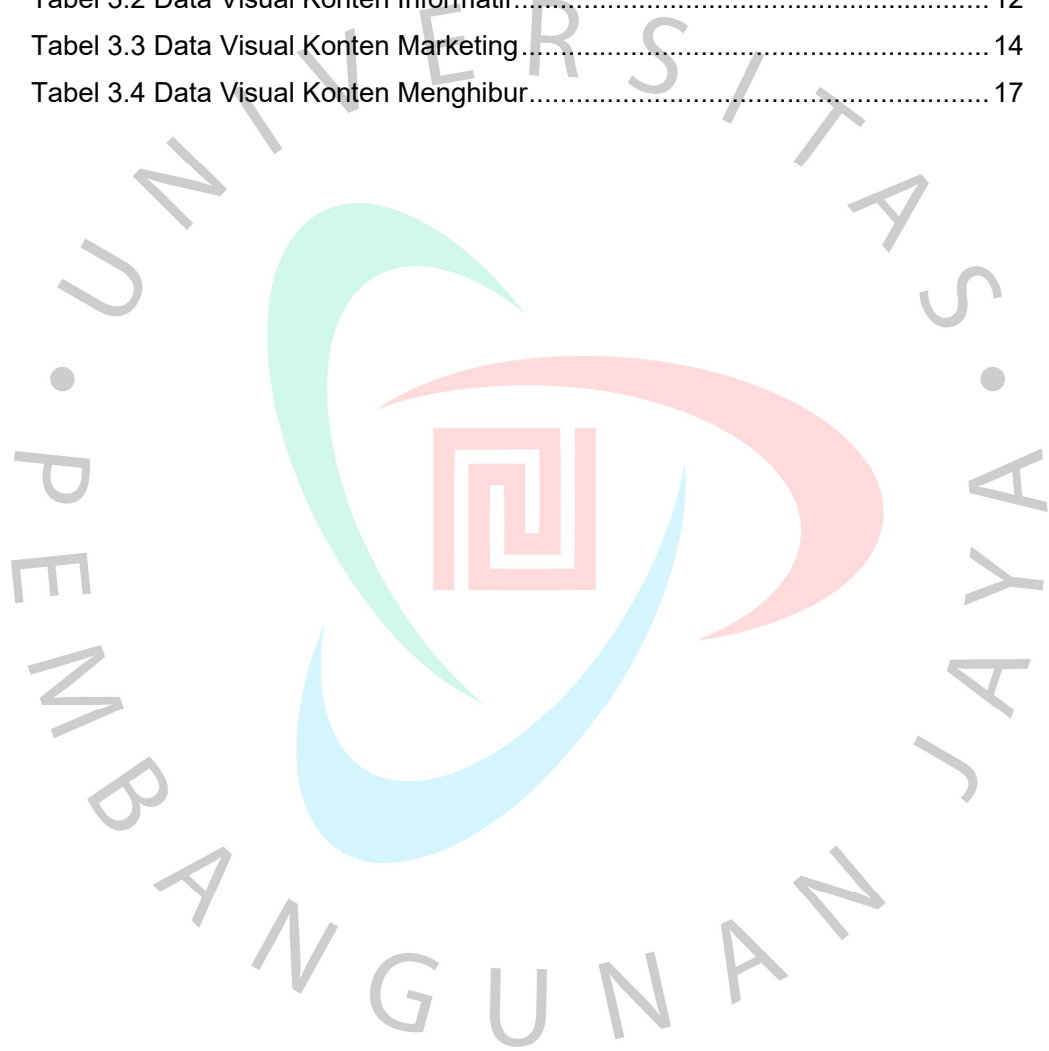 Tabel 3.2 Data Visual Konten Informatif.......................................................... 12
Tabel 3.3 Data Visual Konten Marketing.......................................................... 14
Tabel 3.4 Data Visual Konten Menghibur......................................................... 17
UNIVERSITAS • PEMBANGUNAN JAYA •